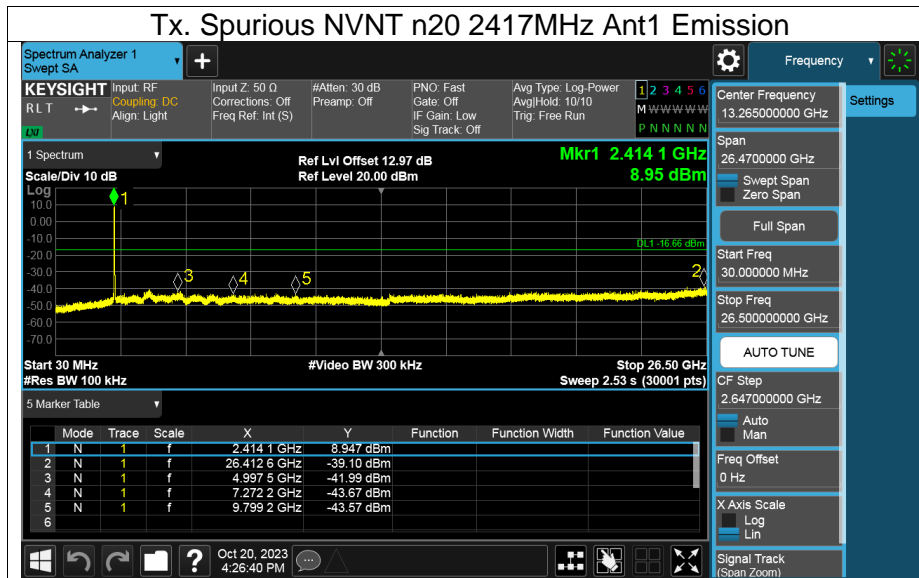 Tx. Spurious NVNT n20 2417MHz Ant1 Emission
Spectrum Analyzer 1
Swept SA
+
Frequency
KEYSIGHT
RLT
LXI
Input: RF
Coupling: DC
Align: Light
Input Z: 50 Ω
Corrections: Off
Freq Ref: Int (S)
#Atten: 30 dB
Preamp: Off
PNO: Fast
Gate: Off
IF Gain: Low
Sig Track: Off
Avg Type: Log-Power
Avg|Hold: 10/10
Trig: Free Run
1 2 3 4 5 6
M W W W W W
P N N N N N
1 Spectrum
Scale/Div 10 dB
Ref Lvl Offset 12.97 dB
Ref Level 20.00 dBm
Mkr1 2.414 1 GHz
8.95 dBm
Log
10.0
0.00
-10.0
-20.0
-30.0
-40.0
-50.0
-60.0
-70.0
1
DL1 -16.66 dBm
3
4
5
2
Start 30 MHz
#Res BW 100 kHz
#Video BW 300 kHz
Stop 26.50 GHz
Sweep 2.53 s (30001 pts)
5 Marker Table
Mode Trace Scale X Y Function Function Width Function Value
1 N 1 f 2.414 1 GHz 8.947 dBm
2 N 1 f 26.412 6 GHz -39.10 dBm
3 N 1 f 4.997 5 GHz -41.99 dBm
4 N 1 f 7.272 2 GHz -43.67 dBm
5 N 1 f 9.799 2 GHz -43.57 dBm
6
?
Oct 20, 2023
4:26:40 PM
Center Frequency
13.265000000 GHz
Settings
Span
26.4700000 GHz
Swept Span
Zero Span
Full Span
Start Freq
30.000000 MHz
Stop Freq
26.500000000 GHz
AUTO TUNE
CF Step
2.647000000 GHz
Auto
Man
Freq Offset
0 Hz
X Axis Scale
Log
Lin
Signal Track
(Span Zoom)